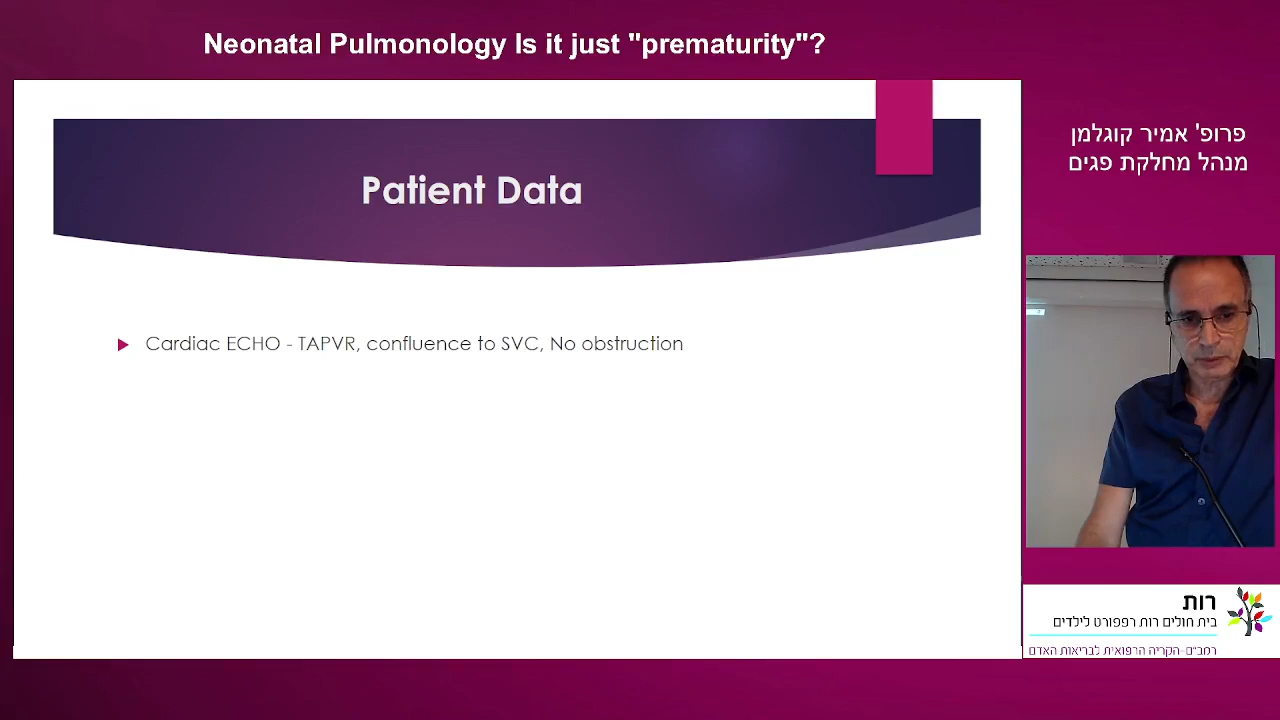 Neonatal Pulmonology Is it just "prematurity"?
Patient Data
Cardiac ECHO - TAPVR, confluence to SVC, No obstruction
פרופ' אמיר קוגלמן
מנהל מחלקת פגים
רות
בית חולים רות רפפורט לילדים
רמב"ם-הקריה הרפואית לבריאות האדם